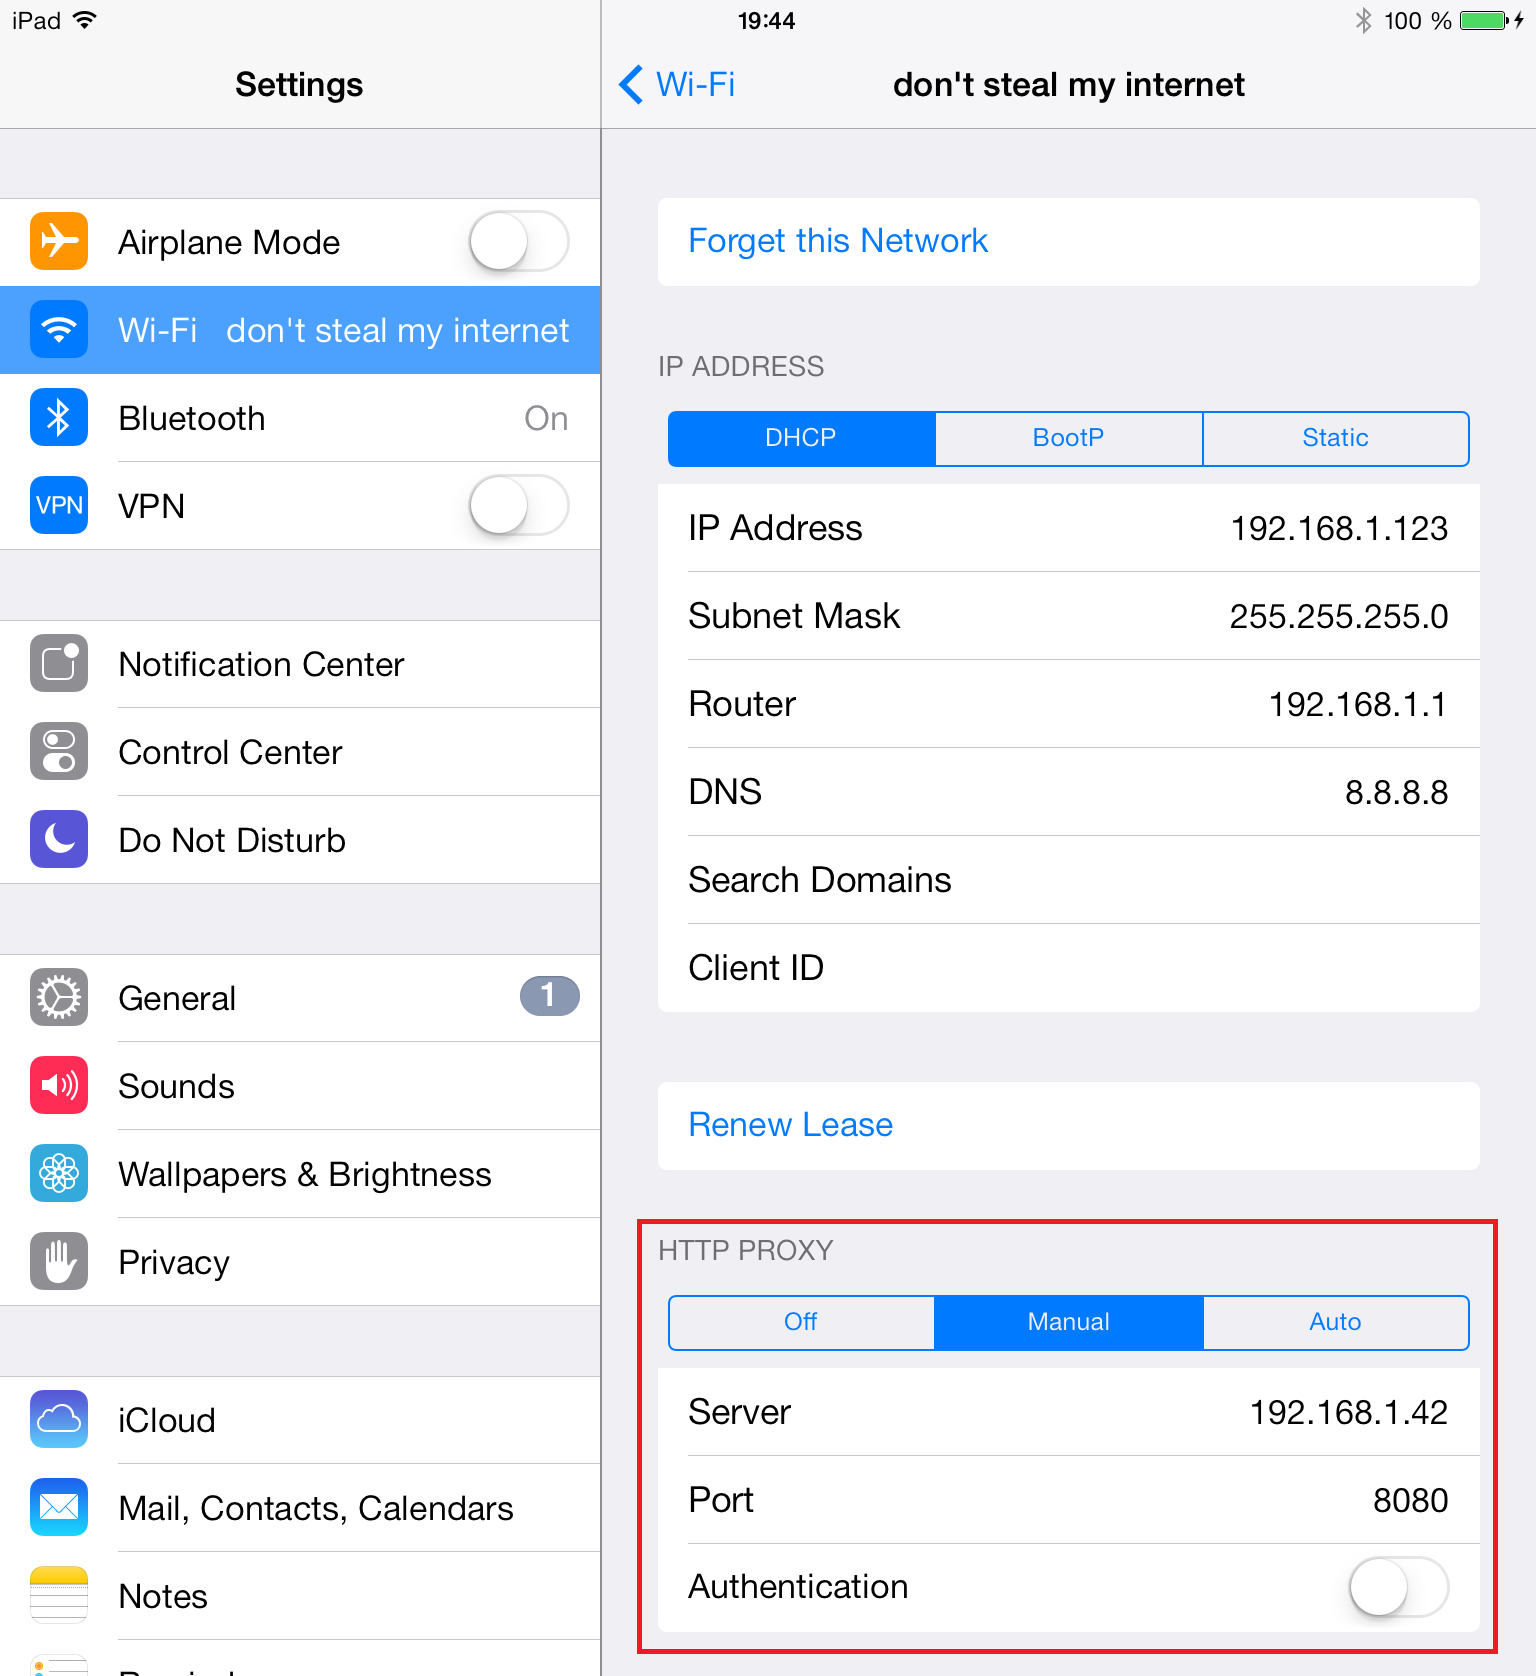 iPad
19:44
100 %
Settings
Wi-Fi
don't steal my internet
Airplane Mode
Wi-Fi don't steal my internet
Bluetooth On
VPN VPN
Notification Center
Control Center
Do Not Disturb
General 1
Sounds
Wallpapers & Brightness
Privacy
iCloud
Mail, Contacts, Calendars
Notes
Forget this Network
IP ADDRESS
DHCP BootP Static
IP Address 192.168.1.123
Subnet Mask 255.255.255.0
Router 192.168.1.1
DNS 8.8.8.8
Search Domains
Client ID
Renew Lease
HTTP PROXY
Off Manual Auto
Server 192.168.1.42
Port 8080
Authentication